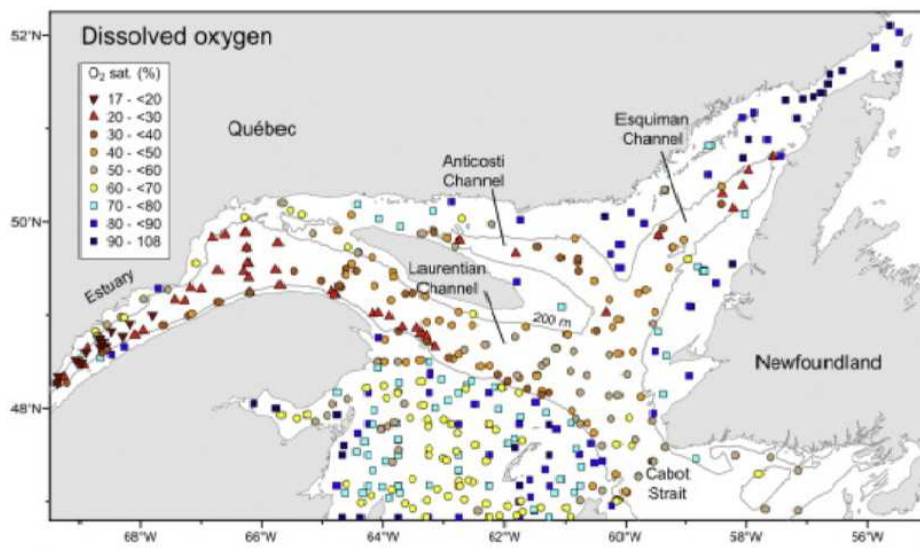 Dissolved oxygen
O2 sat. (%)
17 - <20
20 - <30
30 - <40
40 - <50
50 - <60
60 - <70
70 - <80
80 - <90
90 - 108
Québec
Esquiman
Channel
Anticosti
Channel
Estuary
Laurentian
Channel
200 m
Newfoundland
Cabot
Strait
52°N
50°N
48°N
68°W
66°W
64°W
62°W
60°W
58°W
56°W